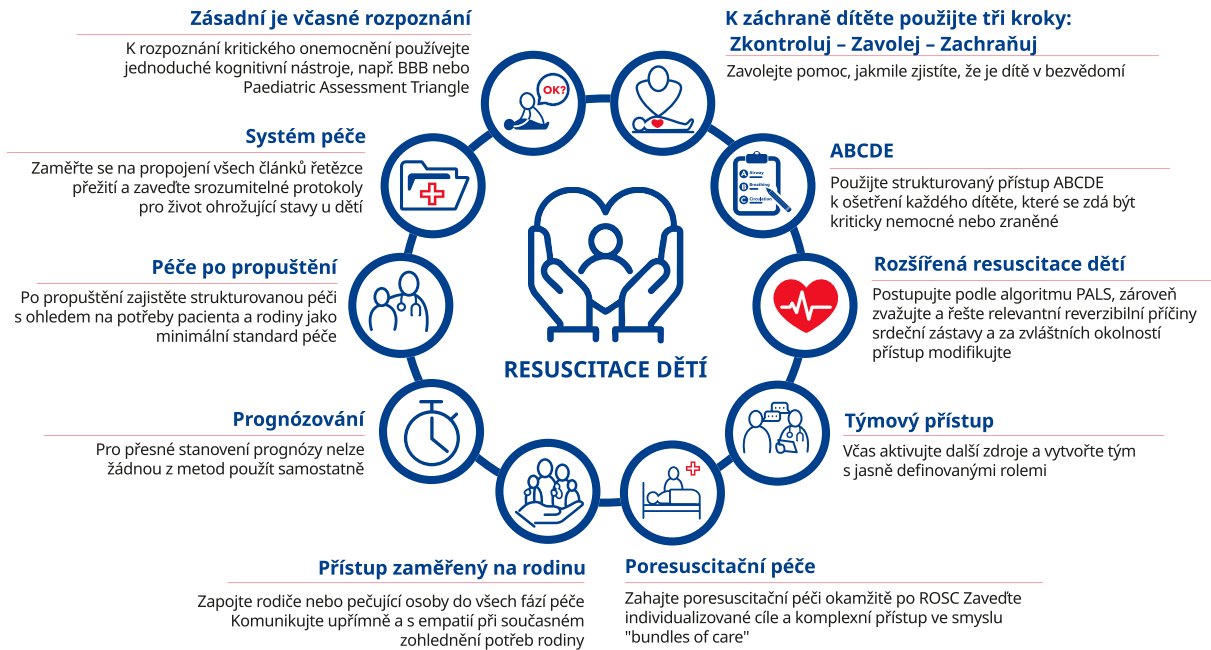 Zásadní je včasné rozpoznání
K rozpoznání kritického onemocnění používejte
jednoduché kognitivní nástroje, např. BBB nebo
Paediatric Assessment Triangle
K záchraně dítěte použijte tři kroky:
Zkontroluj – Zavolej – Zachraňuj
Zavolejte pomoc, jakmile zjistíte, že je dítě v bezvědomí
OK?
Systém péče
Zaměřte se na propojení všech článků řetězce
přežití a zaveďte srozumitelné protokoly
pro život ohrožující stavy u dětí
A Airway
B Breathing
C Circulation
ABCDE
Použijte strukturovaný přístup ABCDE
k ošetření každého dítěte, které se zdá být
kriticky nemocné nebo zraněné
Péče po propuštění
Po propuštění zajistěte strukturovanou péči
s ohledem na potřeby pacienta a rodiny jako
minimální standard péče
Rozšířená resuscitace dětí
Postupujte podle algoritmu PALS, zároveň
zvažujte a řešte relevantní reverzibilní příčiny
srdeční zástavy a za zvláštních okolností
přístup modifikujte
RESUSCITACE DĚTÍ
Prognózování
Pro přesné stanovení prognózy nelze
žádnou z metod použít samostatně
Týmový přístup
Včas aktivujte další zdroje a vytvořte tým
s jasně definovanými rolemi
Přístup zaměřený na rodinu
Zapojte rodiče nebo pečující osoby do všech fází péče
Komunikujte upřímně a s empatií při současném
zohlednění potřeb rodiny
Poresuscitační péče
Zahajte poresuscitační péči okamžitě po ROSC Zaveďte
individualizované cíle a komplexní přístup ve smyslu
"bundles of care"